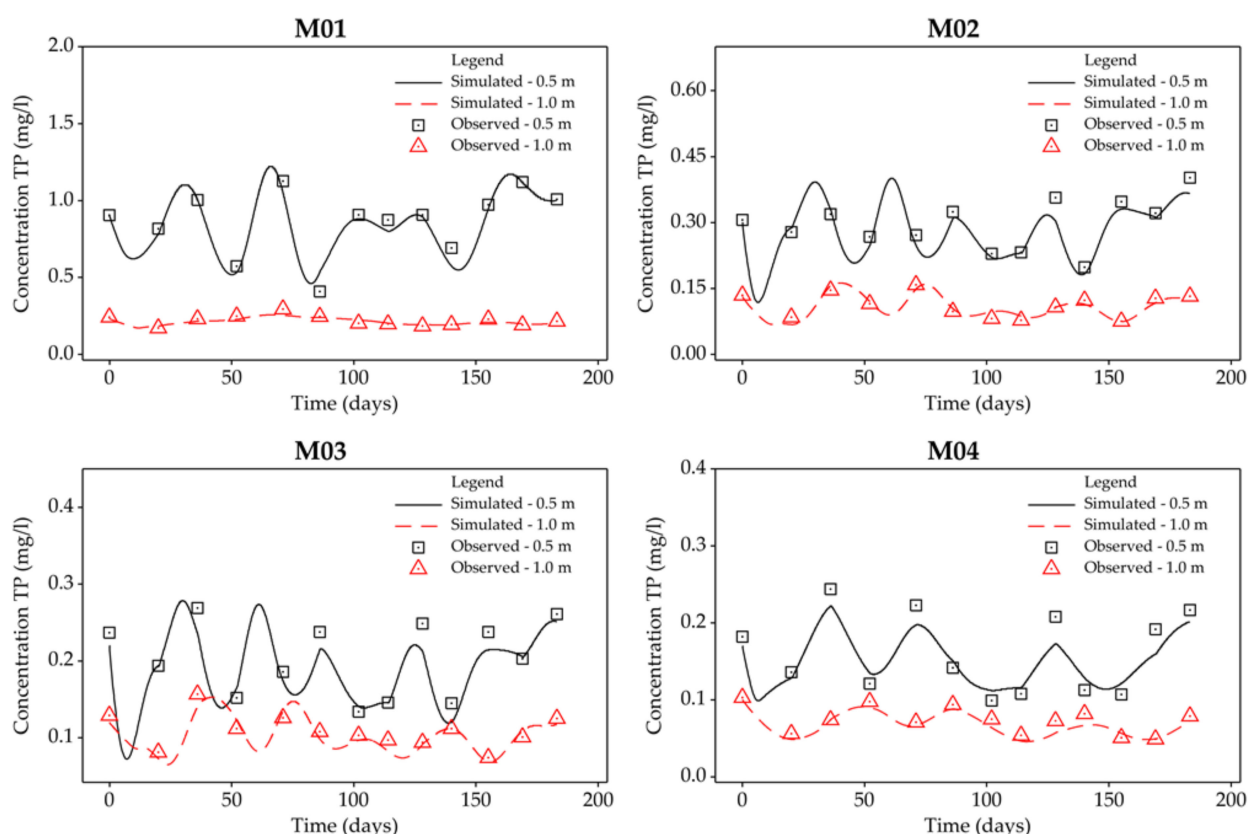 M01
2.0
1.5
1.0
0.5
0.0
Concentration TP (mg/l)
Legend
Simulated - 0.5 m
Simulated - 1.0 m
Observed - 0.5 m
Observed - 1.0 m
0 50 100 150 200
Time (days)
M02
0.60
0.45
0.30
0.15
0.00
Concentration TP (mg/l)
Legend
Simulated - 0.5 m
Simulated - 1.0 m
Observed - 0.5 m
Observed - 1.0 m
0 50 100 150 200
Time (days)
M03
0.4
0.3
0.2
0.1
Concentration TP (mg/l)
Legend
Simulated - 0.5 m
Simulated - 1.0 m
Observed - 0.5 m
Observed - 1.0 m
0 50 100 150 200
Time (days)
M04
0.4
0.3
0.2
0.1
0.0
Concentration TP (mg/l)
Legend
Simulated - 0.5 m
Simulated - 1.0 m
Observed - 0.5 m
Observed - 1.0 m
0 50 100 150 200
Time (days)